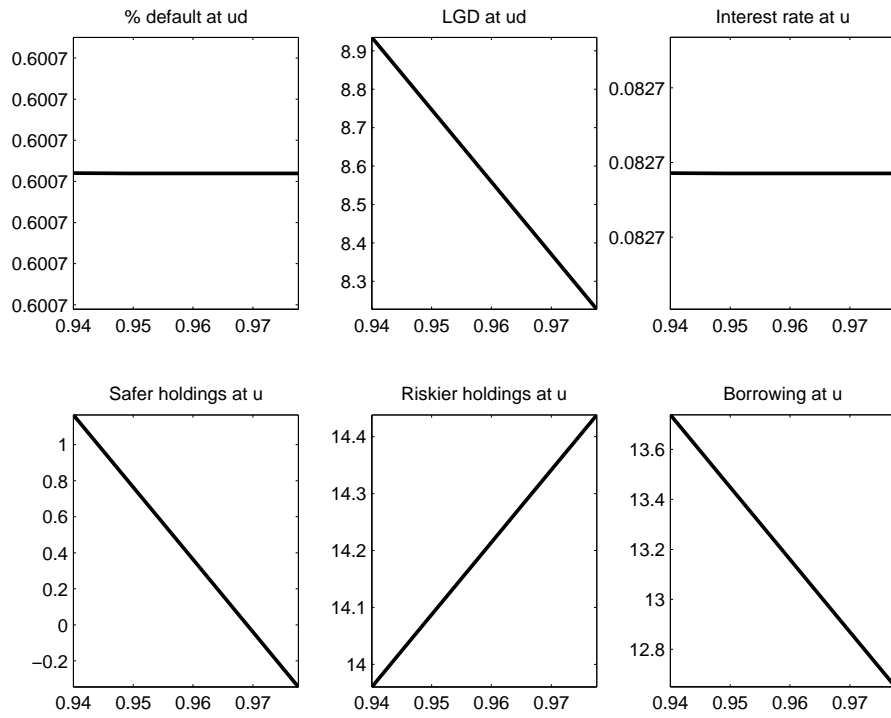 % default at ud
0.6007
0.6007
0.6007
0.6007
0.6007
0.6007
0.6007
0.94 0.95 0.96 0.97
LGD at ud
8.9
8.8
8.7
8.6
8.5
8.4
8.3
0.94 0.95 0.96 0.97
Interest rate at u
0.0827
0.0827
0.0827
0.94 0.95 0.96 0.97
Safer holdings at u
1
0.8
0.6
0.4
0.2
0
−0.2
0.94 0.95 0.96 0.97
Riskier holdings at u
14.4
14.3
14.2
14.1
14
0.94 0.95 0.96 0.97
Borrowing at u
13.6
13.4
13.2
13
12.8
0.94 0.95 0.96 0.97